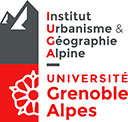 Institut
Urbanisme &
Géographie
Alpine
UNIVERSITÉ
Grenoble
Alpes